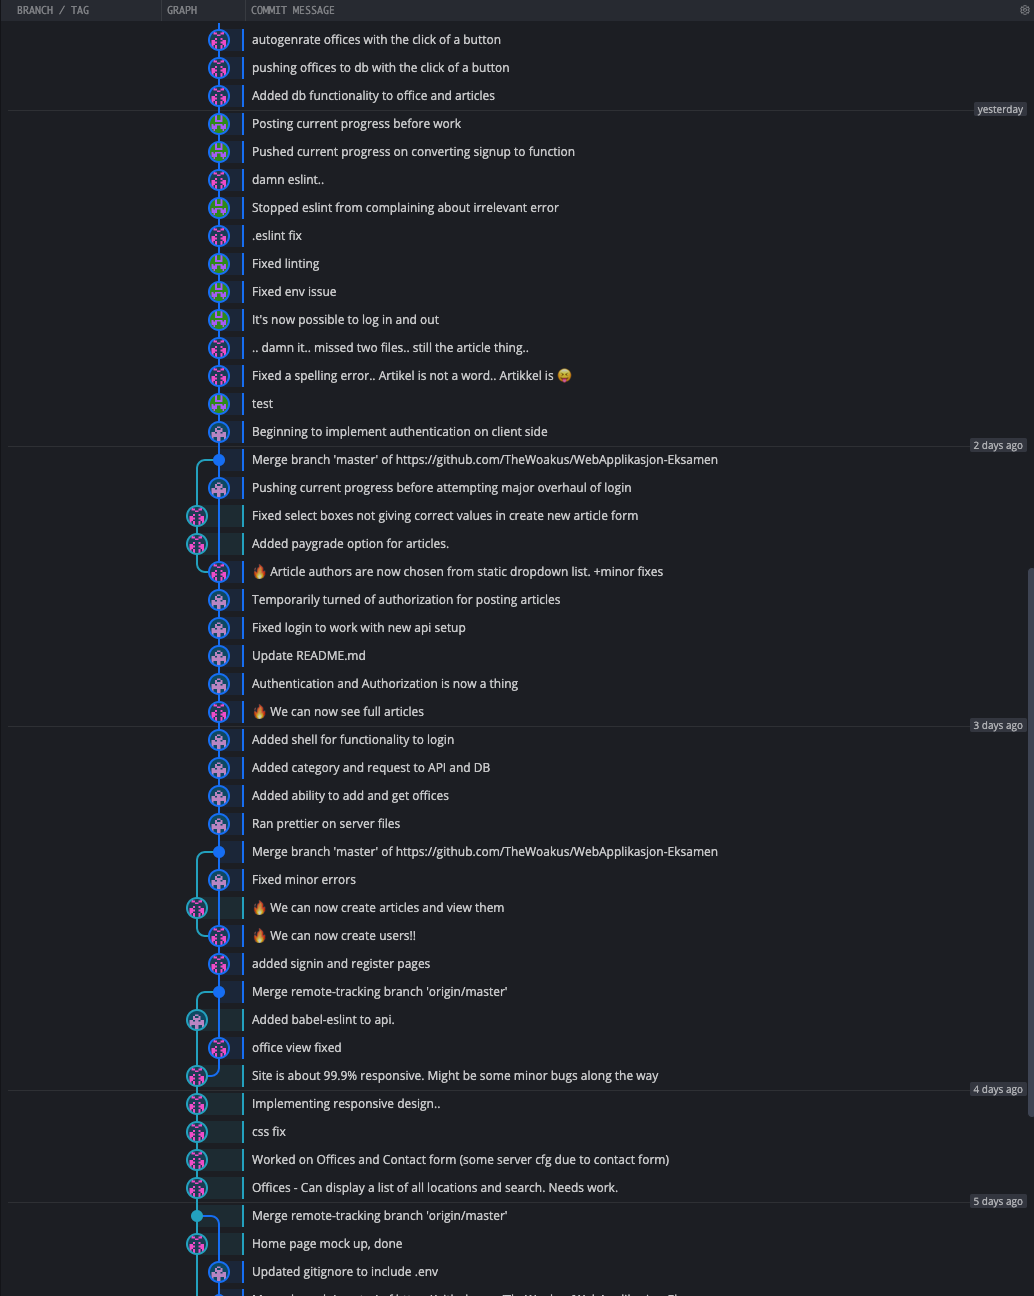 BRANCH / TAG GRAPH COMMIT MESSAGE
autogenrate offices with the click of a button
pushing offices to db with the click of a button
Added db functionality to office and articles
yesterday
Posting current progress before work
Pushed current progress on converting signup to function
damn eslint..
Stopped eslint from complaining about irrelevant error
.eslint fix
Fixed linting
Fixed env issue
It's now possible to log in and out
.. damn it.. missed two files.. still the article thing..
Fixed a spelling error.. Artikel is not a word.. Artikkel is 😝
test
Beginning to implement authentication on client side
2 days ago
Merge branch 'master' of https://github.com/TheWoakus/WebApplikasjon-Eksamen
Pushing current progress before attempting major overhaul of login
Fixed select boxes not giving correct values in create new article form
Added paygrade option for articles.
🔥 Article authors are now chosen from static dropdown list. +minor fixes
Temporarily turned of authorization for posting articles
Fixed login to work with new api setup
Update README.md
Authentication and Authorization is now a thing
🔥 We can now see full articles
3 days ago
Added shell for functionality to login
Added category and request to API and DB
Added ability to add and get offices
Ran prettier on server files
Merge branch 'master' of https://github.com/TheWoakus/WebApplikasjon-Eksamen
Fixed minor errors
🔥 We can now create articles and view them
🔥 We can now create users!!
added signin and register pages
Merge remote-tracking branch 'origin/master'
Added babel-eslint to api.
office view fixed
Site is about 99.9% responsive. Might be some minor bugs along the way
4 days ago
Implementing responsive design..
css fix
Worked on Offices and Contact form (some server cfg due to contact form)
Offices - Can display a list of all locations and search. Needs work.
5 days ago
Merge remote-tracking branch 'origin/master'
Home page mock up, done
Updated gitignore to include .env